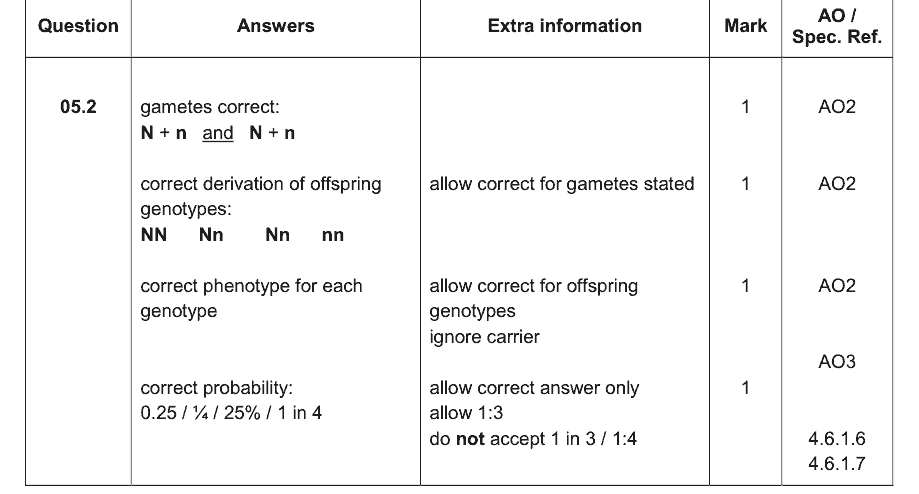 Question Answers Extra information Mark AO /
Spec. Ref.
05.2 gametes correct: 1 AO2
N + n and N + n
correct derivation of offspring allow correct for gametes stated 1 AO2
genotypes:
NN Nn Nn nn
correct phenotype for each allow correct for offspring 1 AO2
genotype genotypes
ignore carrier
AO3
correct probability: allow correct answer only 1
0.25 / ¼ / 25% / 1 in 4 allow 1:3
do not accept 1 in 3 / 1:4 4.6.1.6
4.6.1.7